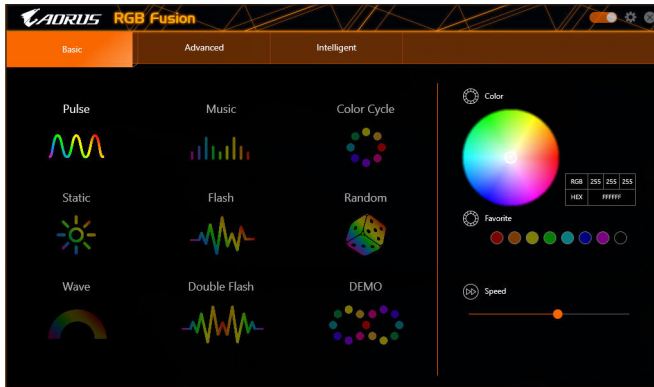 AORUS RGB Fusion
Basic Advanced Intelligent
Pulse Music Color Cycle
Static Flash Random
Wave Double Flash DEMO
Color
RGB 255 255 255
HEX FFFFFF
Favorite
Speed